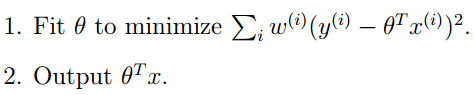 1. Fit θ to minimize ∑ᵢ w⁽ⁱ⁾(y⁽ⁱ⁾ − θᵀx⁽ⁱ⁾)².
2. Output θᵀx.